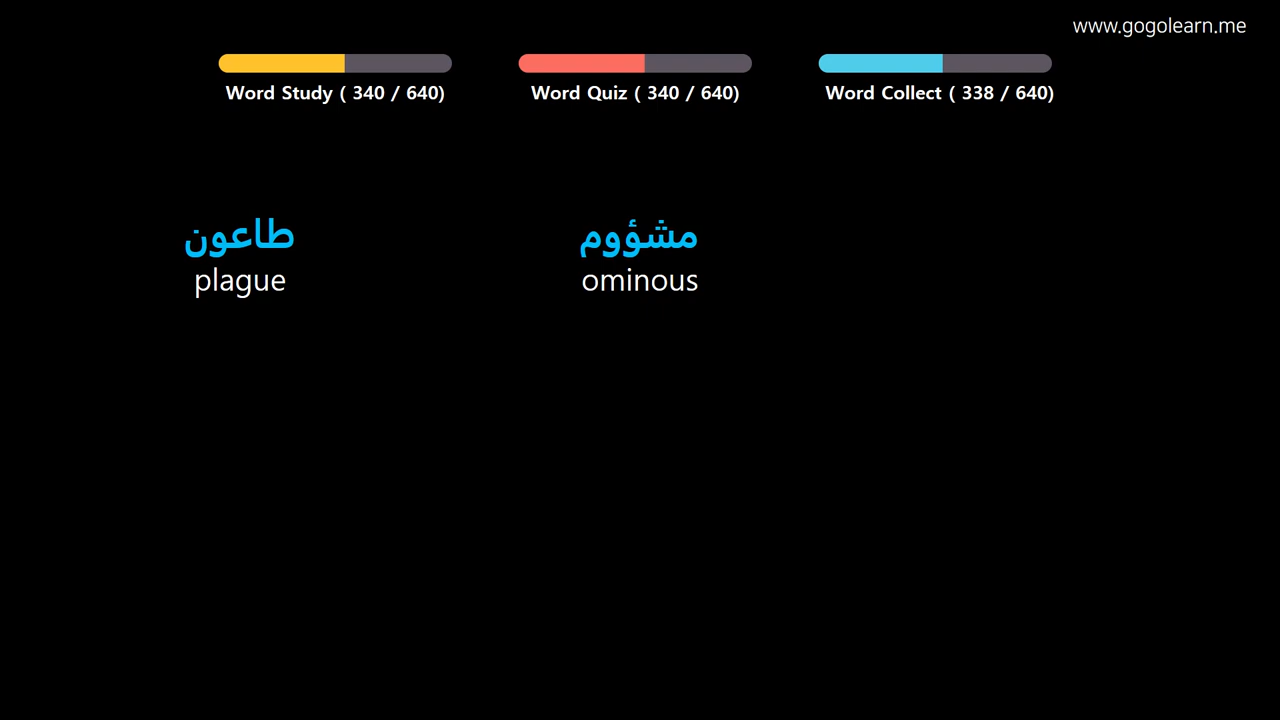 www.gogolearn.me
Word Study ( 340 / 640)
Word Quiz ( 340 / 640)
Word Collect ( 338 / 640)
طاعون
plague
مشؤوم
ominous